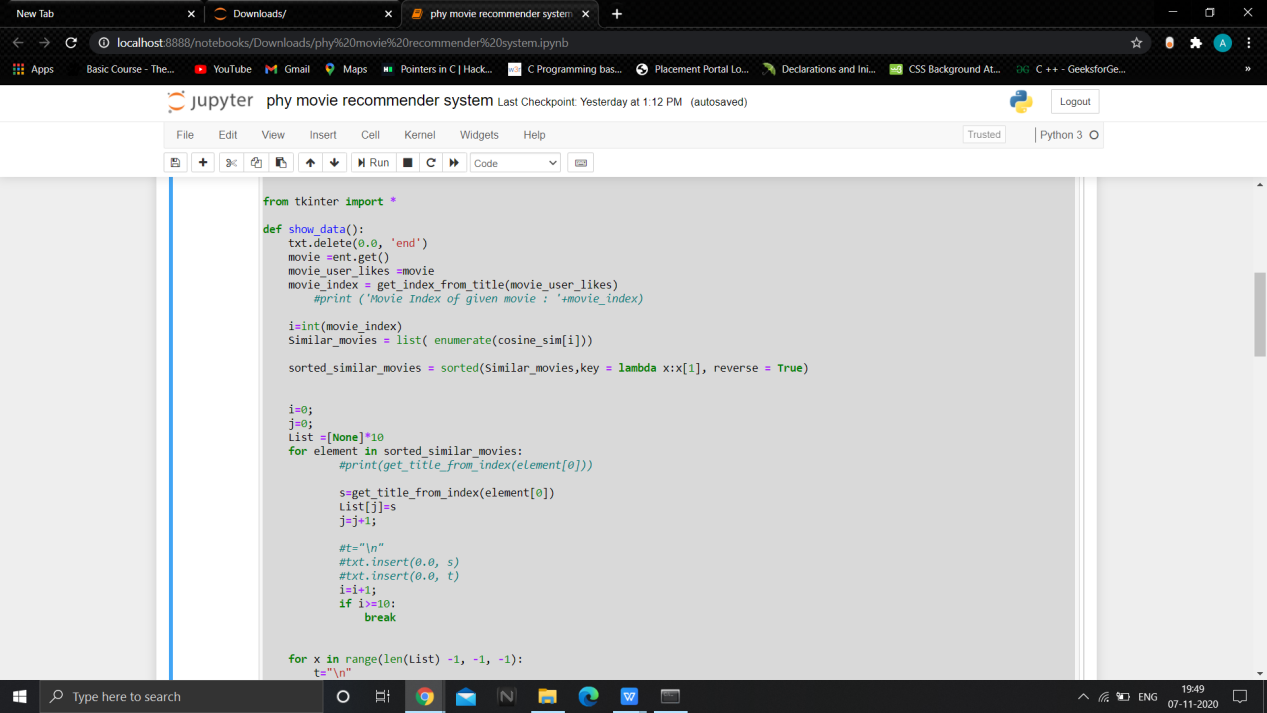 New Tab
Downloads/
phy movie recommender system
localhost:8888/notebooks/Downloads/phy%20movie%20recommender%20system.ipynb
A
Apps
Basic Course - The...
YouTube
Gmail
Maps
Pointers in C | Hack...
C Programming bas...
Placement Portal Lo...
Declarations and Ini...
CSS Background At...
C ++ - GeeksforGe...
»
jupyter
phy movie recommender system Last Checkpoint: Yesterday at 1:12 PM (autosaved)
Logout
File
Edit
View
Insert
Cell
Kernel
Widgets
Help
Trusted
Python 3
Run
Code
from tkinter import *
def show_data():
    txt.delete(0.0, 'end')
    movie =ent.get()
    movie_user_likes =movie
    movie_index = get_index_from_title(movie_user_likes)
        #print ('Movie Index of given movie : '+movie_index)
    i=int(movie_index)
    Similar_movies = list( enumerate(cosine_sim[i]))
    sorted_similar_movies = sorted(Similar_movies,key = lambda x:x[1], reverse = True)
    i=0;
    j=0;
    List =[None]*10
    for element in sorted_similar_movies:
            #print(get_title_from_index(element[0]))
            s=get_title_from_index(element[0])
            List[j]=s
            j=j+1;
            #t="\n"
            #txt.insert(0.0, s)
            #txt.insert(0.0, t)
            i=i+1;
            if i>=10:
                break
    for x in range(len(List) -1, -1, -1):
        t="\n"
Type here to search
ENG
19:49
07-11-2020